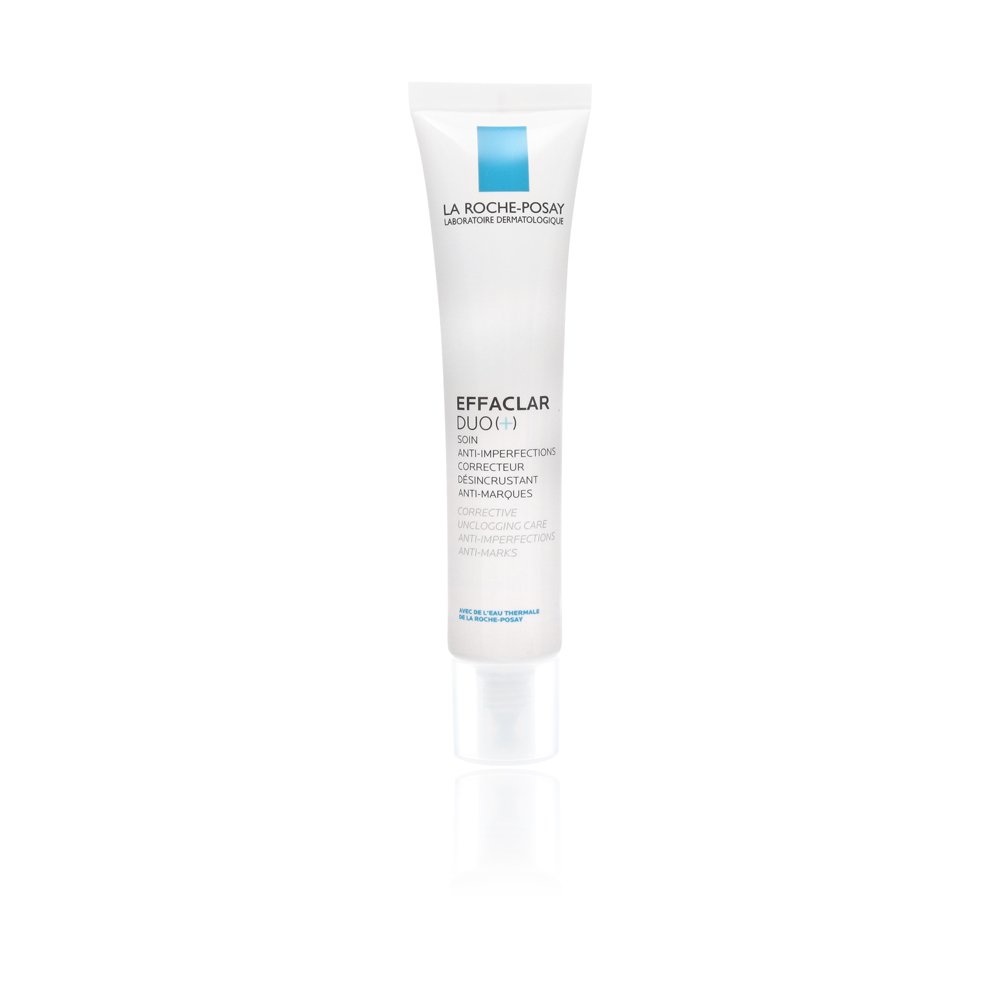 LA ROCHE-POSAY
LABORATOIRE DERMATOLOGIQUE
EFFACLAR
DUO(+)
SOIN
ANTI-IMPERFECTIONS
CORRECTEUR
DÉSINCRUSTANT
ANTI-MARQUES
CORRECTIVE
UNCLOGGING CARE
ANTI-IMPERFECTIONS
ANTI-MARKS
AVEC DE L'EAU THERMALE
DE LA ROCHE-POSAY